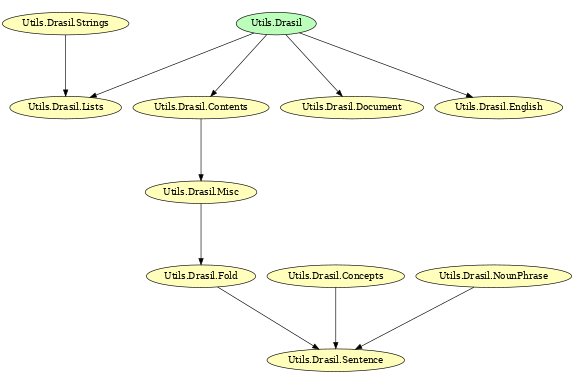 Utils.Drasil.Strings
Utils.Drasil
Utils.Drasil.Lists
Utils.Drasil.Contents
Utils.Drasil.Document
Utils.Drasil.English
Utils.Drasil.Misc
Utils.Drasil.Fold
Utils.Drasil.Concepts
Utils.Drasil.NounPhrase
Utils.Drasil.Sentence